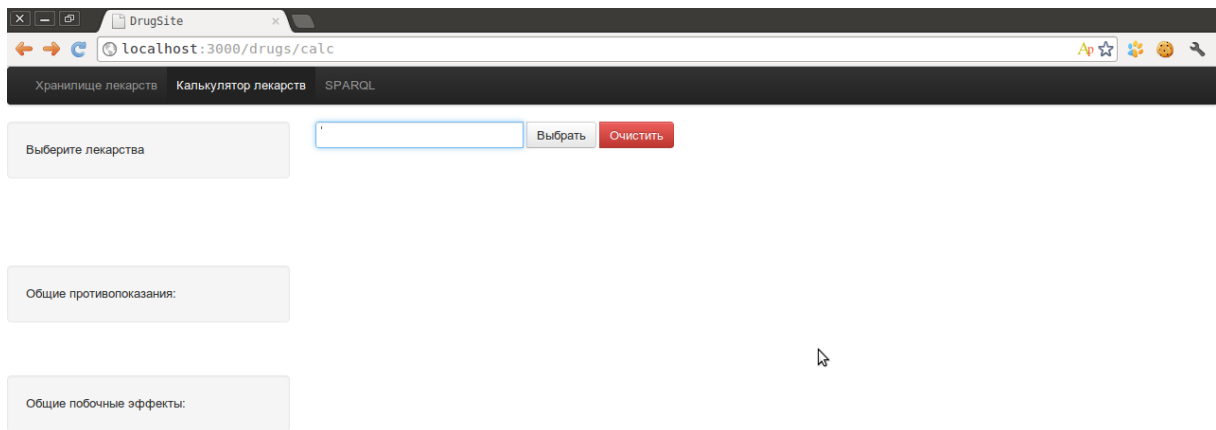 DrugSite
localhost:3000/drugs/calc
Хранилище лекарств Калькулятор лекарств SPARQL
Выберите лекарства
Выбрать Очистить
Общие противопоказания:
Общие побочные эффекты: